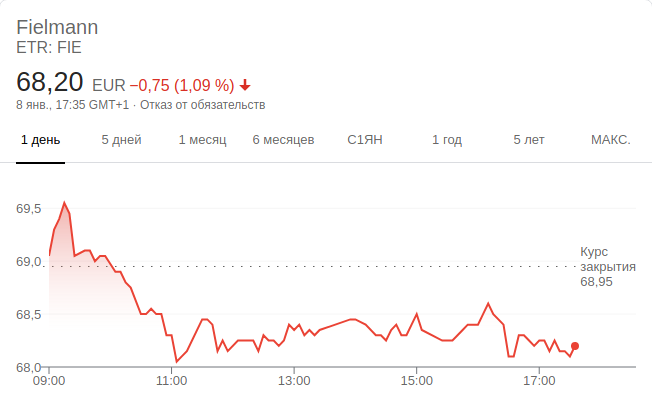 Fielmann
ETR: FIE
68,20 EUR −0,75 (1,09 %)
8 янв., 17:35 GMT+1 · Отказ от обязательств
1 день 5 дней 1 месяц 6 месяцев С1ЯН 1 год 5 лет МАКС.
69,5
69,0
68,5
68,0
Курс
закрытия
68,95
09:00 11:00 13:00 15:00 17:00